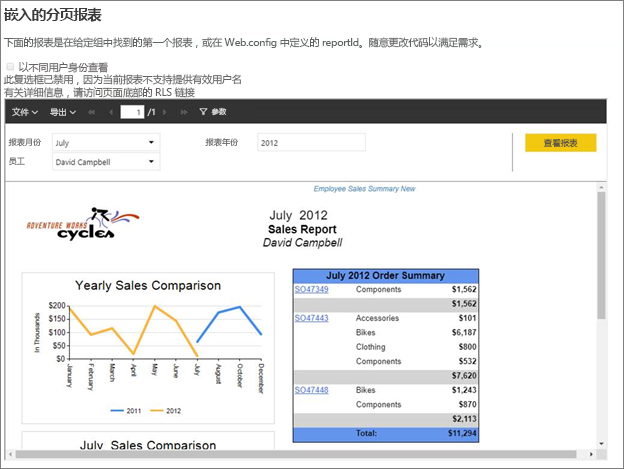 嵌入的分页报表
下面的报表是在给定组中找到的第一个报表，或在 Web.config 中定义的 reportId。随意更改代码以满足需求。
以不同用户身份查看
此复选框已禁用，因为当前报表不支持提供有效用户名
有关详细信息，请访问页面底部的 RLS 链接
文件 导出 1 /1 参数
报表月份 July 报表年份 2012 查看报表
员工 David Campbell
Employee Sales Summary New
ADVENTURE WORKS
cycles
July 2012
Sales Report
David Campbell
Yearly Sales Comparison
In Thousands
$200
$150
$100
$50
$0
January
February
March
April
May
June
July
August
October
December
2011 2012
July 2012 Order Summary
SO47349 Components $1,562
$1,562
SO47443 Accessories $101
Bikes $6,187
Clothing $800
Components $532
$7,620
SO47448 Bikes $1,243
Components $870
$2,113
Total: $11,294
July Sales Comparison